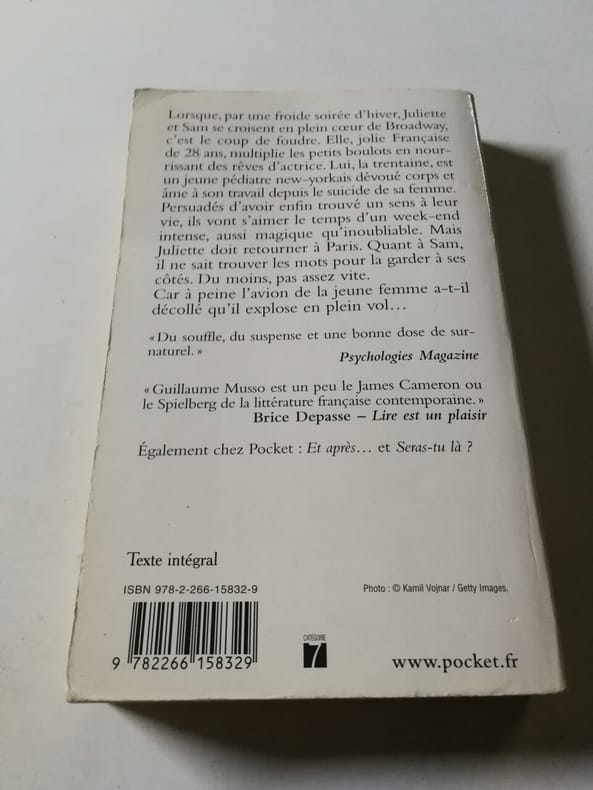 Lorsque, par une froide soirée d'hiver, Juliette
et Sam se croisent en plein cœur de Broadway,
c'est le coup de foudre. Elle, jolie Française
de 28 ans, multiplie les petits boulots en nour-
rissant des rêves d'actrice. Lui, la trentaine, est
un jeune pédiatre new-yorkais dévoué corps et
âme à son travail depuis le suicide de sa femme.
Persuadés d'avoir enfin trouvé un sens à leur
vie, ils vont s'aimer le temps d'un week-end
intense, aussi magique qu'inoubliable. Mais
Juliette doit retourner à Paris. Quant à Sam,
il ne sait trouver les mots pour la garder à ses
côtés. Du moins, pas assez vite.
Car à peine l'avion de la jeune femme a-t-il
décollé qu'il explose en plein vol…
« Du souffle, du suspense et une bonne dose de sur-
naturel. »
Psychologies Magazine
« Guillaume Musso est un peu le James Cameron ou
le Spielberg de la littérature française contemporaine. »
Brice Depasse – Lire est un plaisir
Également chez Pocket : Et après… et Seras-tu là ?
Texte intégral
ISBN 978-2-266-15832-9
Photo : © Kamil Vojnar / Getty Images.
9 782266 158329
CATÉGORIE
7
www.pocket.fr